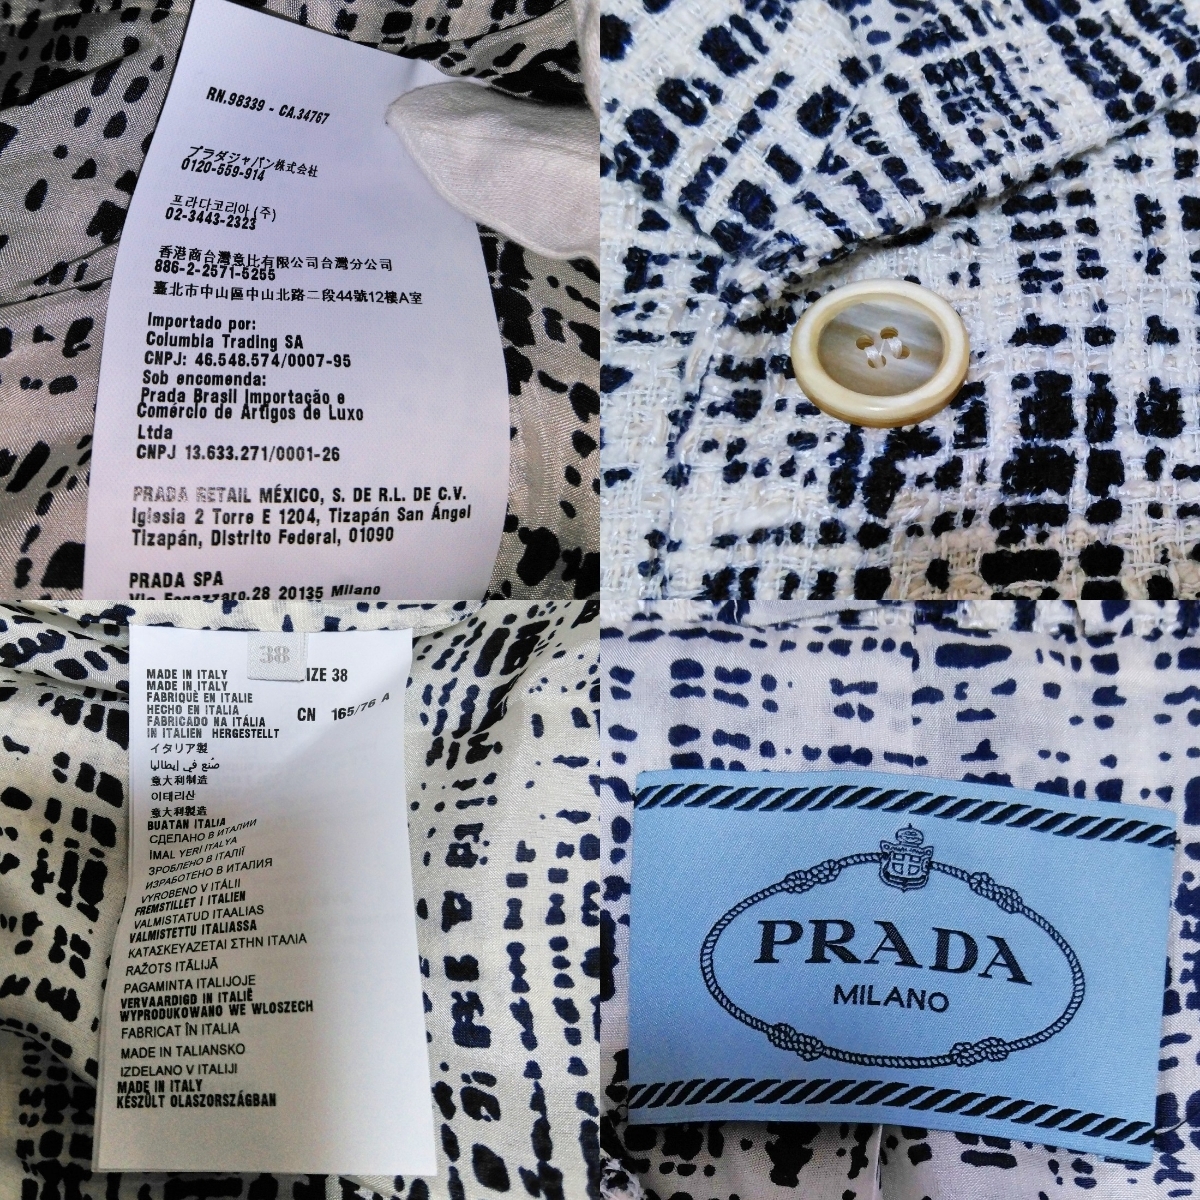 RN.98339 - CA.34767
プラダジャパン株式会社
0120-559-914
프라다코리아(주)
02-3443-2323
香港商台灣意比有限公司台灣分公司
886-2-2571-5255
臺北市中山區中山北路二段44號12樓A室
Importado por:
Columbia Trading SA
CNPJ: 46.548.574/0007-95
Sob encomenda:
Prada Brasil Importação e
Comércio de Artigos de Luxo
Ltda
CNPJ 13.633.271/0001-26
PRADA RETAIL MÉXICO, S. DE R.L. DE C.V.
Iglesia 2 Torre E 1204, Tizapán San Ángel
Tizapán, Distrito Federal, 01090
PRADA SPA
Via Fogazzaro,28 20135 Milano
38
IZE 38
CN 165/76 A
MADE IN ITALY
MADE IN ITALY
FABRIQUÉ EN ITALIE
HECHO EN ITALIA
FABRICADO NA ITÁLIA
IN ITALIEN HERGESTELLT
イタリア製
صنع في إيطاليا
意大利制造
이태리산
意大利製造
BUATAN ITALIA
СДЕЛАНО В ИТАЛИИ
İMAL YERI ITALYA
ЗРОБЛЕНО В ІТАЛІЇ
ИЗРАБОТЕНО В ИТАЛИЯ
VYROBENO V ITÁLII
FREMSTILLET I ITALIEN
VALMISTATUD ITAALIAS
VALMISTETTU ITALIASSA
ΚΑΤΑΣΚΕΥΑΖΕΤΑΙ ΣΤΗΝ ΙΤΑΛΙΑ
RAŽOTS ITĀLIJĀ
PAGAMINTA ITALIJOJE
VERVAARDIGD IN ITALIË
WYPRODUKOWANO WE WLOSZECH
FABRICAT ÎN ITALIA
MADE IN TALIANSKO
IZDELANO V ITALIJI
MADE IN ITALY
KÉSZÜLT OLASZORSZÁGBAN
PRADA
MILANO